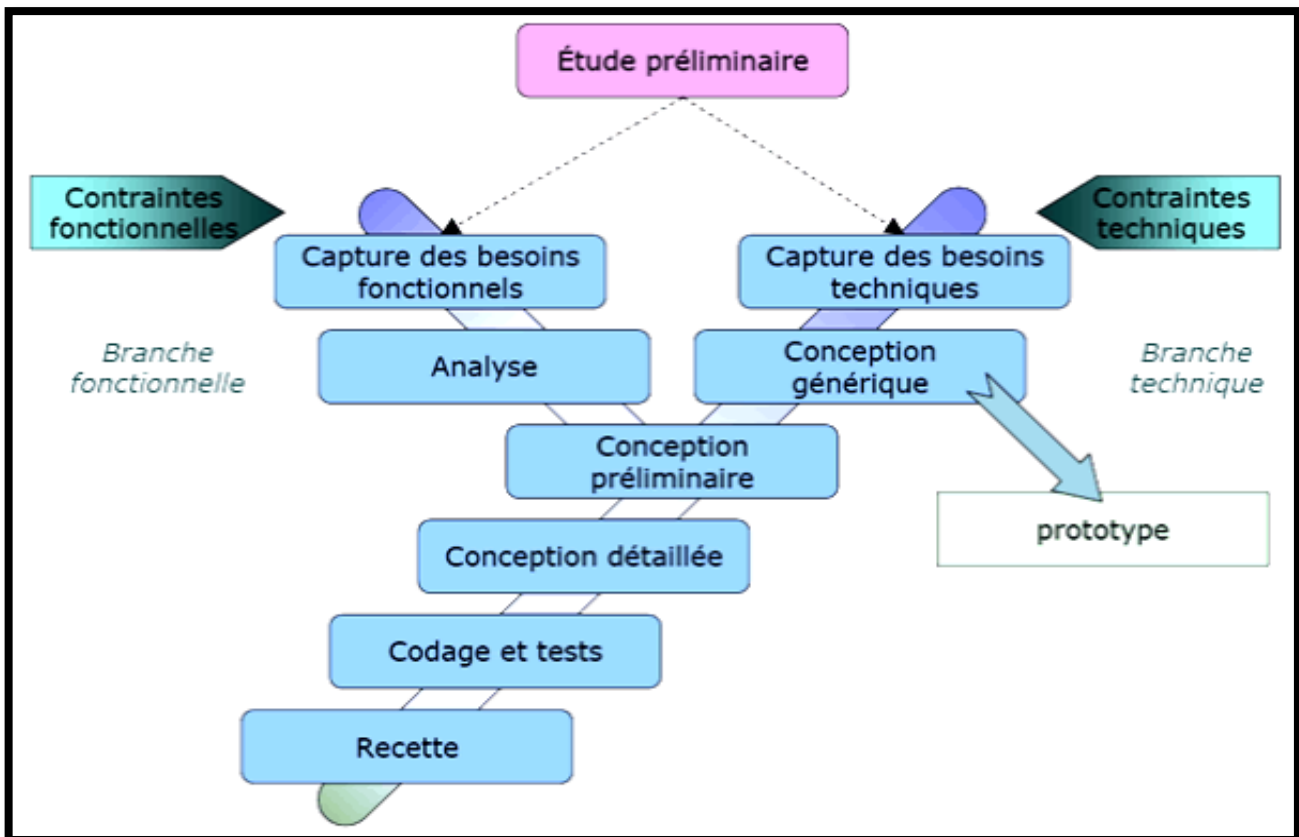 Étude préliminaire
Contraintes
fonctionnelles
Contraintes
techniques
Capture des besoins
fonctionnels
Capture des besoins
techniques
Branche
fonctionnelle
Analyse
Conception
générique
Branche
technique
Conception
préliminaire
prototype
Conception détaillée
Codage et tests
Recette